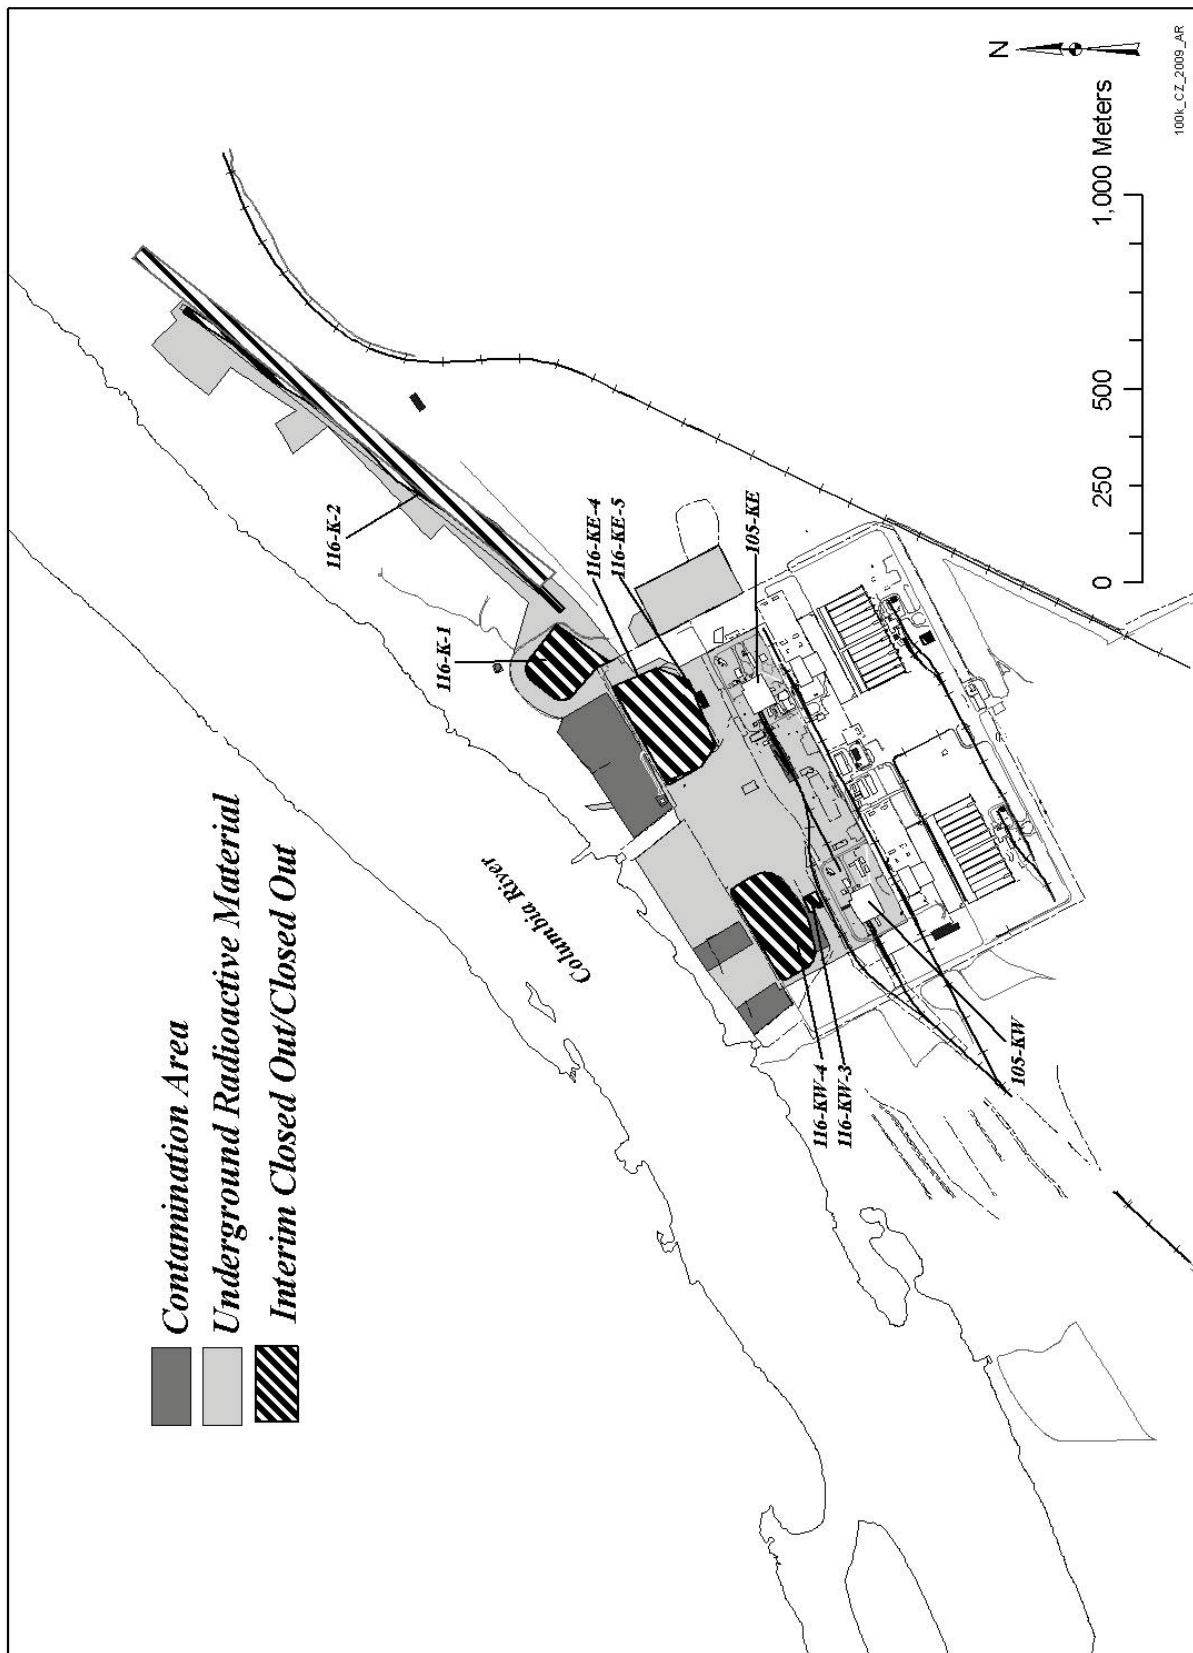 Contamination Area
Underground Radioactive Material
Interim Closed Out/Closed Out
116-K-2
116-K-1
116-KE-4
116-KE-5
105-KE
Columbia River
116-KW-4
116-KW-3
105-KW
N
0 250 500 1,000 Meters
100k_CZ_2009_AR